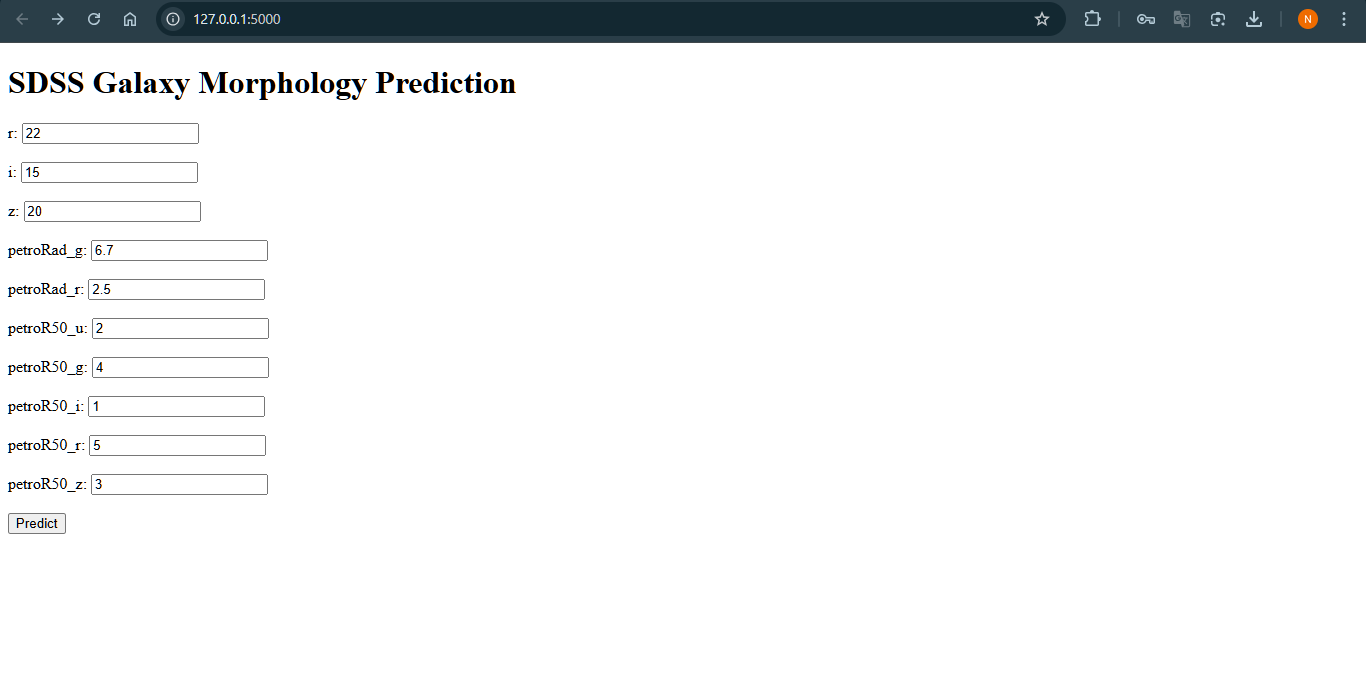 127.0.0.1:5000
N
SDSS Galaxy Morphology Prediction
r: 22
i: 15
z: 20
petroRad_g: 6.7
petroRad_r: 2.5
petroR50_u: 2
petroR50_g: 4
petroR50_i: 1
petroR50_r: 5
petroR50_z: 3
Predict